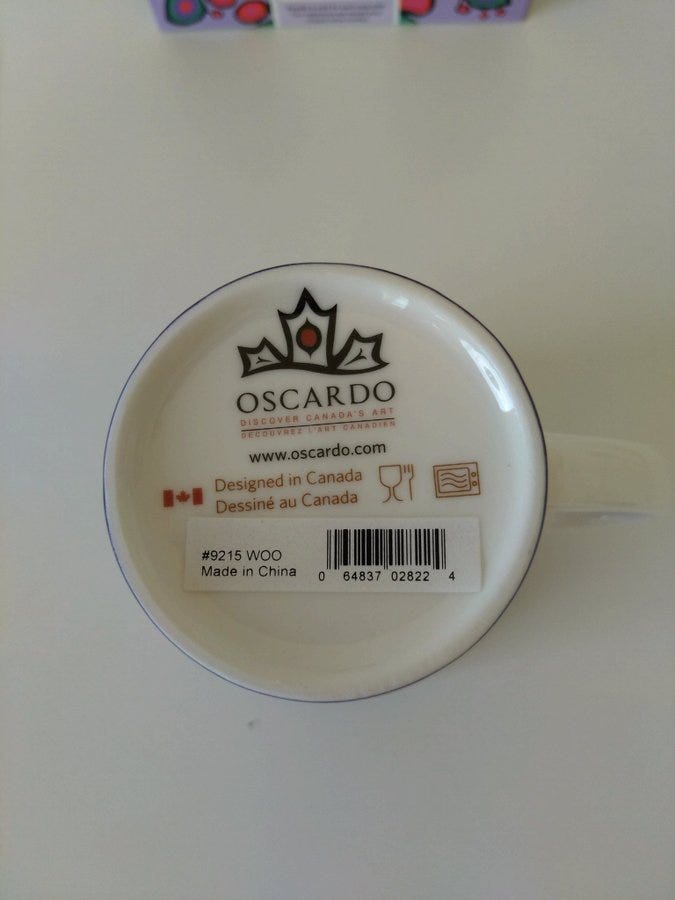 OSCARDO
DISCOVER CANADA'S ART
DÉCOUVREZ L'ART CANADIEN
www.oscardo.com
Designed in Canada
Dessiné au Canada
#9215 WOO
Made in China
0 64837 02822 4